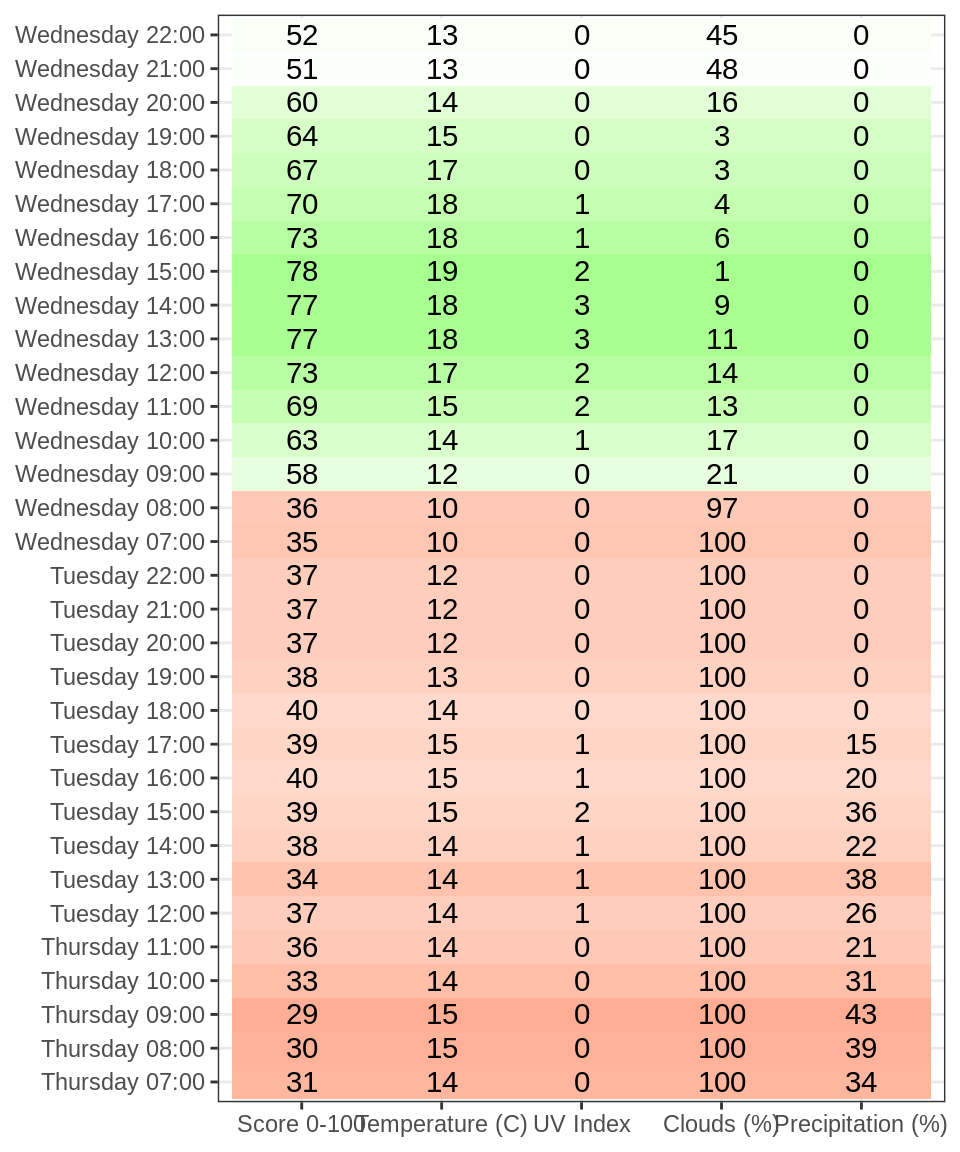 Wednesday 22:00 52 13 0 45 0
Wednesday 21:00 51 13 0 48 0
Wednesday 20:00 60 14 0 16 0
Wednesday 19:00 64 15 0 3 0
Wednesday 18:00 67 17 0 3 0
Wednesday 17:00 70 18 1 4 0
Wednesday 16:00 73 18 1 6 0
Wednesday 15:00 78 19 2 1 0
Wednesday 14:00 77 18 3 9 0
Wednesday 13:00 77 18 3 11 0
Wednesday 12:00 73 17 2 14 0
Wednesday 11:00 69 15 2 13 0
Wednesday 10:00 63 14 1 17 0
Wednesday 09:00 58 12 0 21 0
Wednesday 08:00 36 10 0 97 0
Wednesday 07:00 35 10 0 100 0
Tuesday 22:00 37 12 0 100 0
Tuesday 21:00 37 12 0 100 0
Tuesday 20:00 37 12 0 100 0
Tuesday 19:00 38 13 0 100 0
Tuesday 18:00 40 14 0 100 0
Tuesday 17:00 39 15 1 100 15
Tuesday 16:00 40 15 1 100 20
Tuesday 15:00 39 15 2 100 36
Tuesday 14:00 38 14 1 100 22
Tuesday 13:00 34 14 1 100 38
Tuesday 12:00 37 14 1 100 26
Thursday 11:00 36 14 0 100 21
Thursday 10:00 33 14 0 100 31
Thursday 09:00 29 15 0 100 43
Thursday 08:00 30 15 0 100 39
Thursday 07:00 31 14 0 100 34
Score 0-100 Temperature (C) UV Index Clouds (%) Precipitation (%)